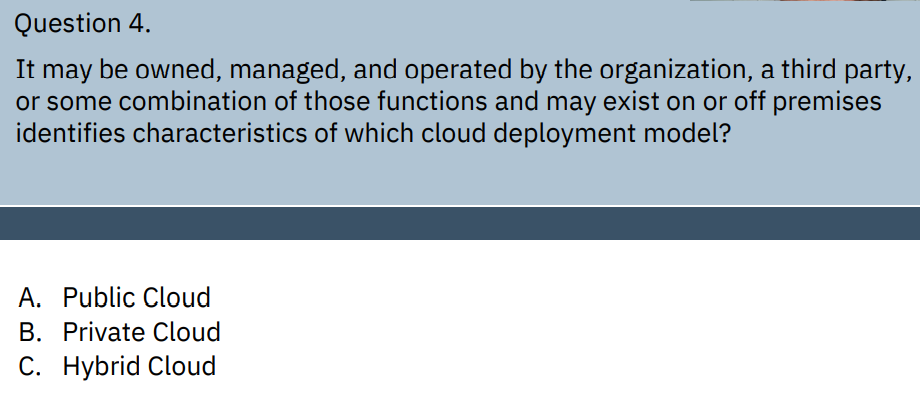 Question 4.
It may be owned, managed, and operated by the organization, a third party,
or some combination of those functions and may exist on or off premises
identifies characteristics of which cloud deployment model?
A. Public Cloud
B. Private Cloud
C. Hybrid Cloud